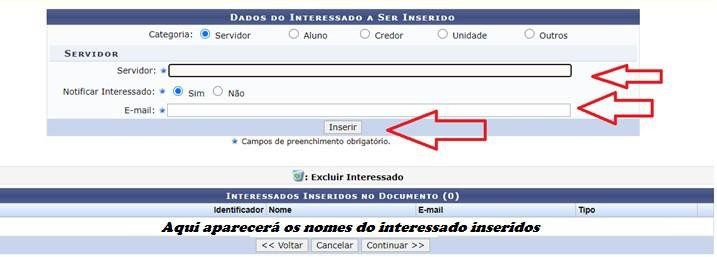 DADOS DO INTERESSADO A SER INSERIDO
Categoria: Servidor Aluno Credor Unidade Outros
SERVIDOR
Servidor: ★
Notificar Interessado: ★ Sim Não
E-mail: ★
Inserir
★ Campos de preenchimento obrigatório.
: Excluir Interessado
INTERESSADOS INSERIDOS NO DOCUMENTO (0)
Identificador Nome E-mail Tipo
Aqui aparecerá os nomes do interessado inseridos
<< Voltar Cancelar Continuar >>